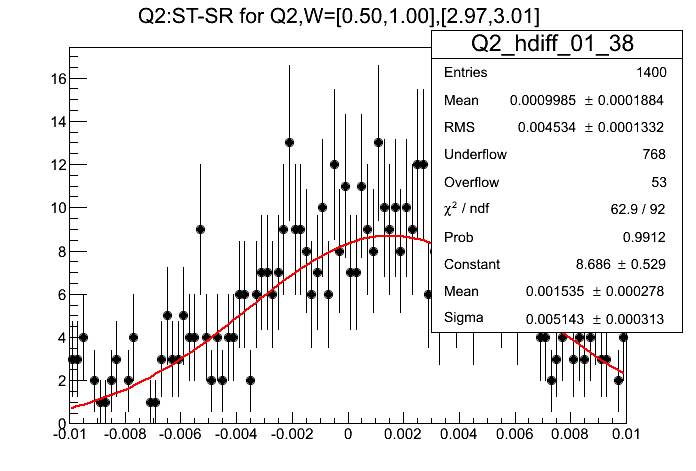 Q2:ST-SR for Q2,W=[0.50,1.00],[2.97,3.01]
Q2_hdiff_01_38
Entries 1400
Mean 0.0009985 ± 0.0001884
RMS 0.004534 ± 0.0001332
Underflow 768
Overflow 53
χ² / ndf 62.9 / 92
Prob 0.9912
Constant 8.686 ± 0.529
Mean 0.001535 ± 0.000278
Sigma 0.005143 ± 0.000313
16
14
12
10
8
6
4
2
0
-0.01 -0.008 -0.006 -0.004 -0.002 0 0.002 0.004 0.006 0.008 0.01